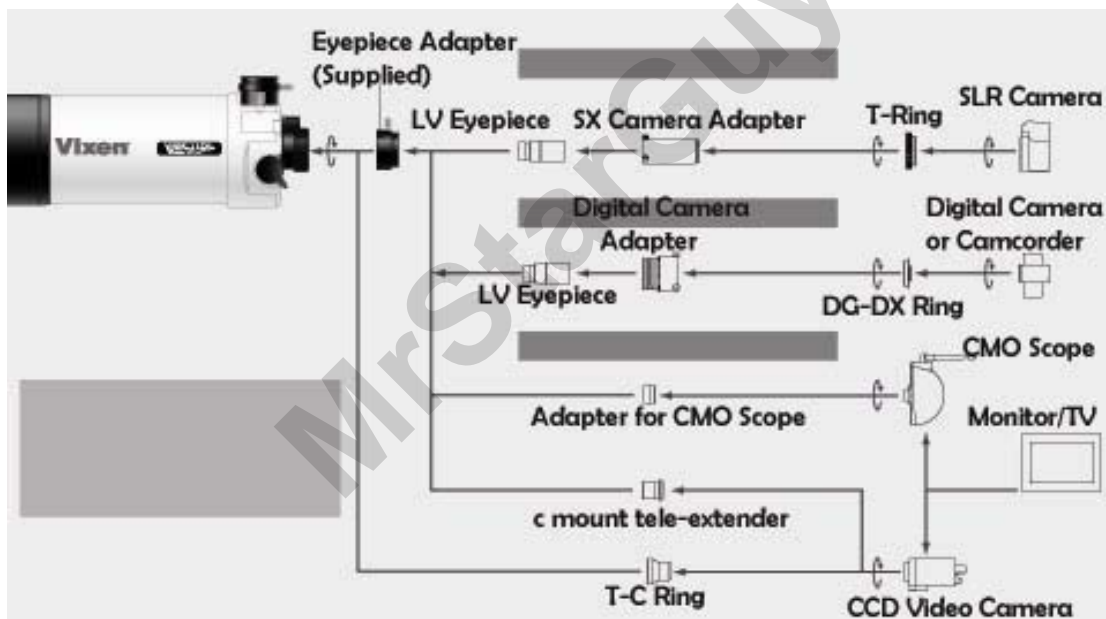 Eyepiece Adapter
(Supplied)
LV Eyepiece
SX Camera Adapter
T-Ring
SLR Camera
Vixen
Digital Camera
Adapter
Digital Camera
or Camcorder
LV Eyepiece
DG-DX Ring
CMO Scope
Adapter for CMO Scope
Monitor/TV
c mount tele-extender
T-C Ring
CCD Video Camera
MrStarGuy